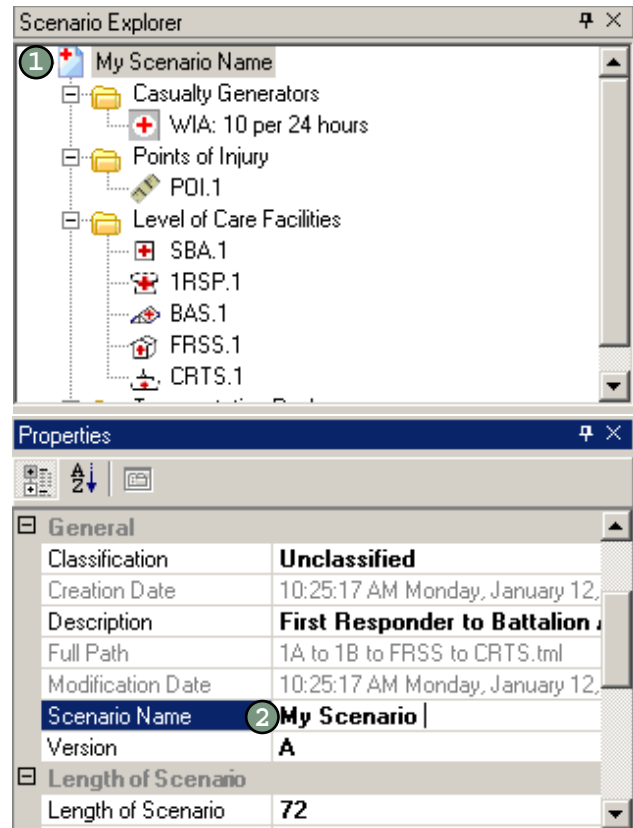 Scenario Explorer
1 My Scenario Name
Casualty Generators
WIA: 10 per 24 hours
Points of Injury
POI.1
Level of Care Facilities
SBA.1
1RSP.1
BAS.1
FRSS.1
CRTS.1
Properties
A Z
General
Classification Unclassified
Creation Date 10:25:17 AM Monday, January 12,
Description First Responder to Battalion
Full Path 1A to 1B to FRSS to CRTS.tml
Modification Date 10:25:17 AM Monday, January 12,
Scenario Name 2 My Scenario
Version A
Length of Scenario
Length of Scenario 72